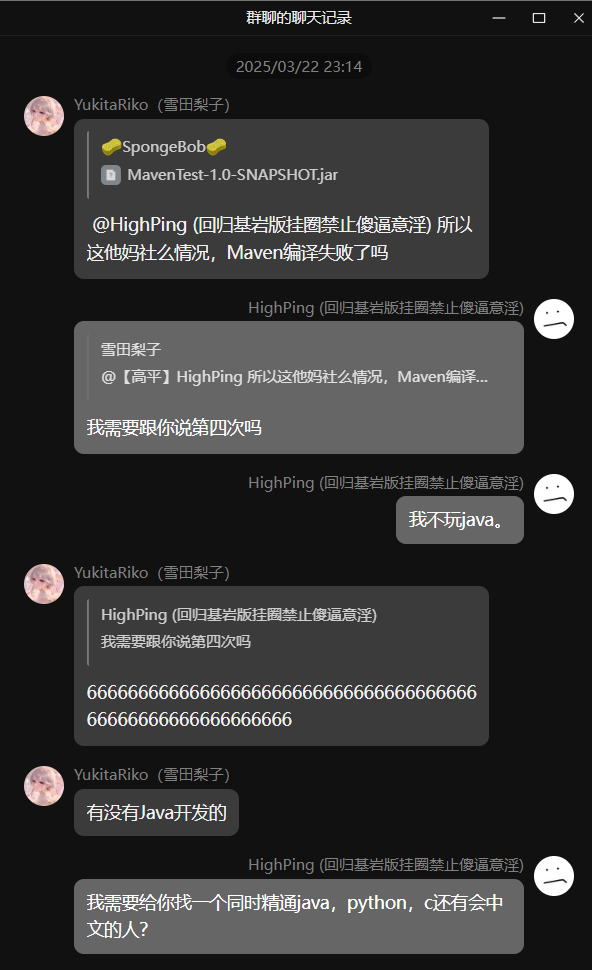 群聊的聊天记录
2025/03/22 23:14
YukitaRiko（雪田梨子）
🧽SpongeBob🧽
MavenTest-1.0-SNAPSHOT.jar
@HighPing (回归基岩版挂圈禁止傻逼意淫) 所以
这他妈社么情况，Maven编译失败了吗
HighPing (回归基岩版挂圈禁止傻逼意淫)
雪田梨子
@【高平】HighPing 所以这他妈社么情况，Maven编译...
我需要跟你说第四次吗
HighPing (回归基岩版挂圈禁止傻逼意淫)
我不玩java。
YukitaRiko（雪田梨子）
HighPing (回归基岩版挂圈禁止傻逼意淫)
我需要跟你说第四次吗
66666666666666666666666666666666666666
66666666666666666666
YukitaRiko（雪田梨子）
有没有Java开发的
HighPing (回归基岩版挂圈禁止傻逼意淫)
我需要给你找一个同时精通java，python，c还有会中
文的人？